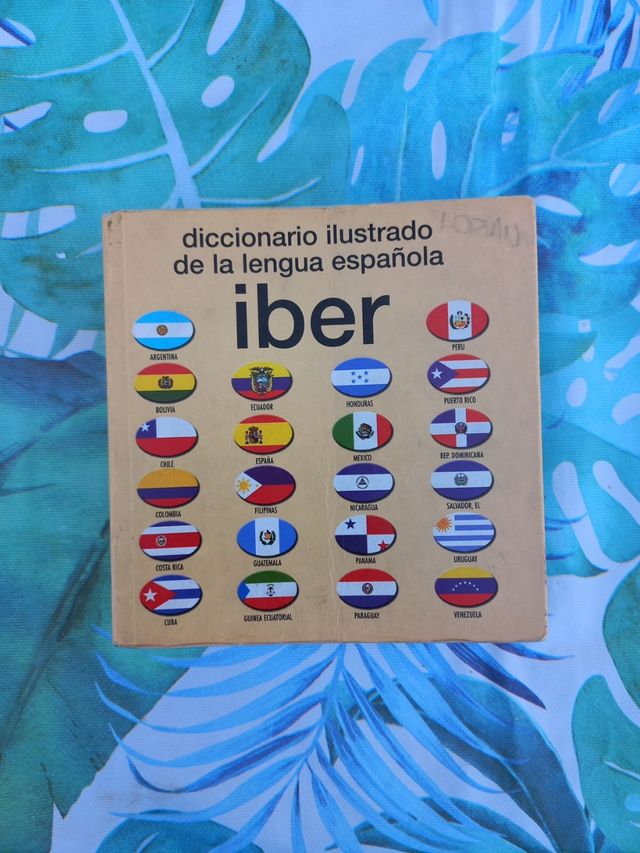 diccionario ilustrado
de la lengua española
iber
ARGENTINA
BOLIVIA
CHILE
COLOMBIA
COSTA RICA
CUBA
ECUADOR
ESPAÑA
FILIPINAS
GUATEMALA
GUINEA ECUATORIAL
HONDURAS
MEXICO
NICARAGUA
PANAMA
PARAGUAY
PERU
PUERTO RICO
REP. DOMINICANA
SALVADOR, EL
URUGUAY
VENEZUELA